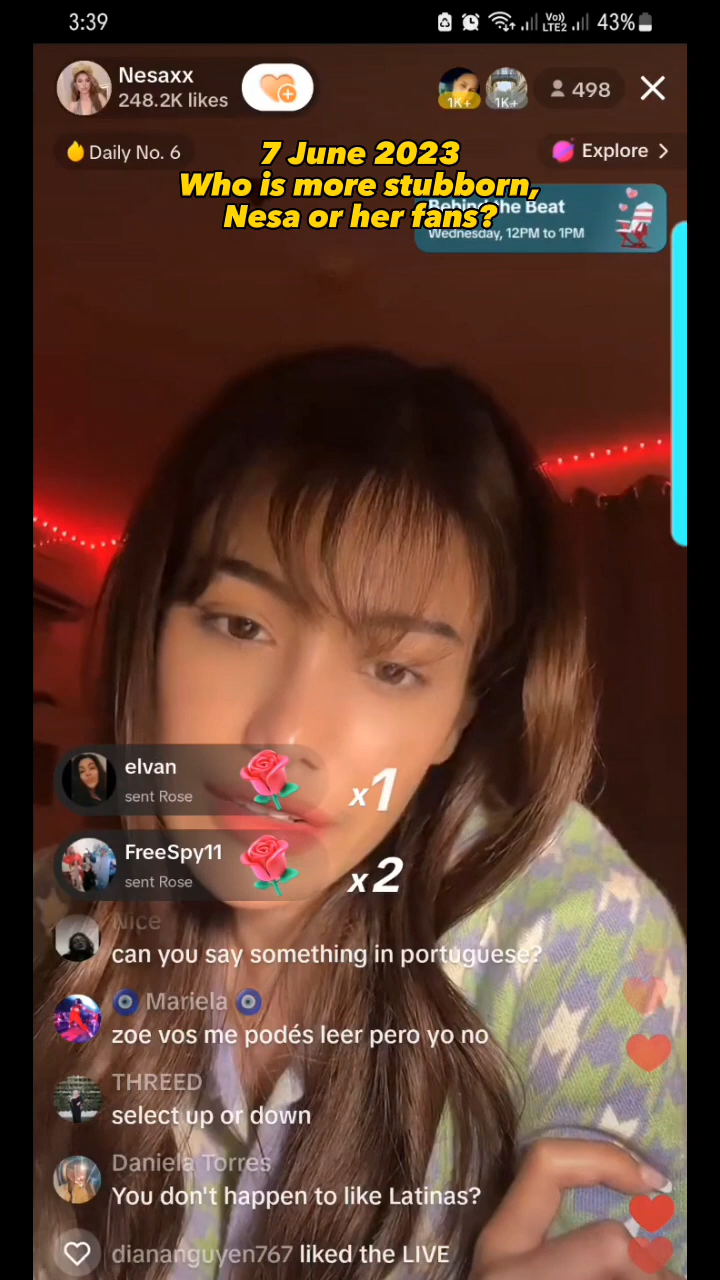 3:39
Vo))
LTE2
43%
Nesaxx
248.2K likes
1K+
1K+
498
Daily No. 6
Explore >
7 June 2023
Who is more stubborn,
Nesa or her fans?
Behind the Beat
Wednesday, 12PM to 1PM
elvan
sent Rose
x1
FreeSpy11
sent Rose
x2
Nice
can you say something in portuguese?
🧿 Mariela 🧿
zoe vos me podés leer pero yo no
THREED
select up or down
Daniela Torres
You don't happen to like Latinas?
diananguyen767 liked the LIVE